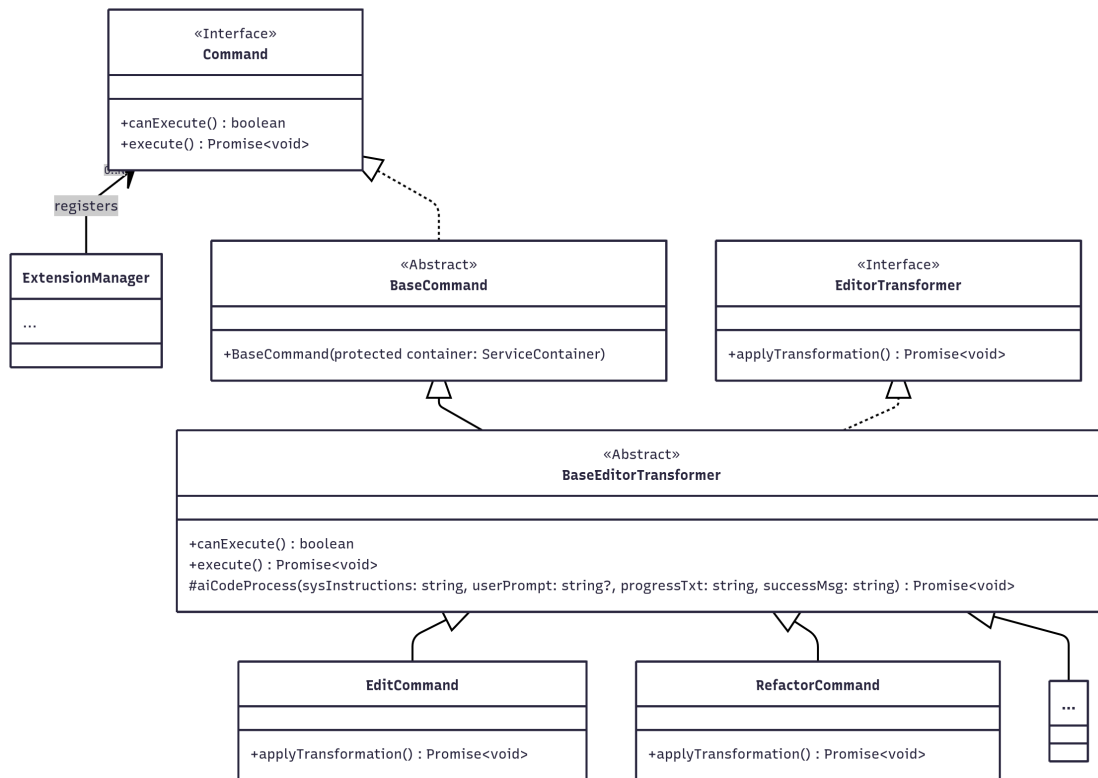 «Interface»
Command
+canExecute() : boolean
+execute() : Promise<void>
registers
ExtensionManager
...
«Abstract»
BaseCommand
+BaseCommand(protected container: ServiceContainer)
«Interface»
EditorTransformer
+applyTransformation() : Promise<void>
«Abstract»
BaseEditorTransformer
+canExecute() : boolean
+execute() : Promise<void>
#aiCodeProcess(sysInstructions: string, userPrompt: string?, progressTxt: string, successMsg: string) : Promise<void>
EditCommand
+applyTransformation() : Promise<void>
RefactorCommand
+applyTransformation() : Promise<void>
...